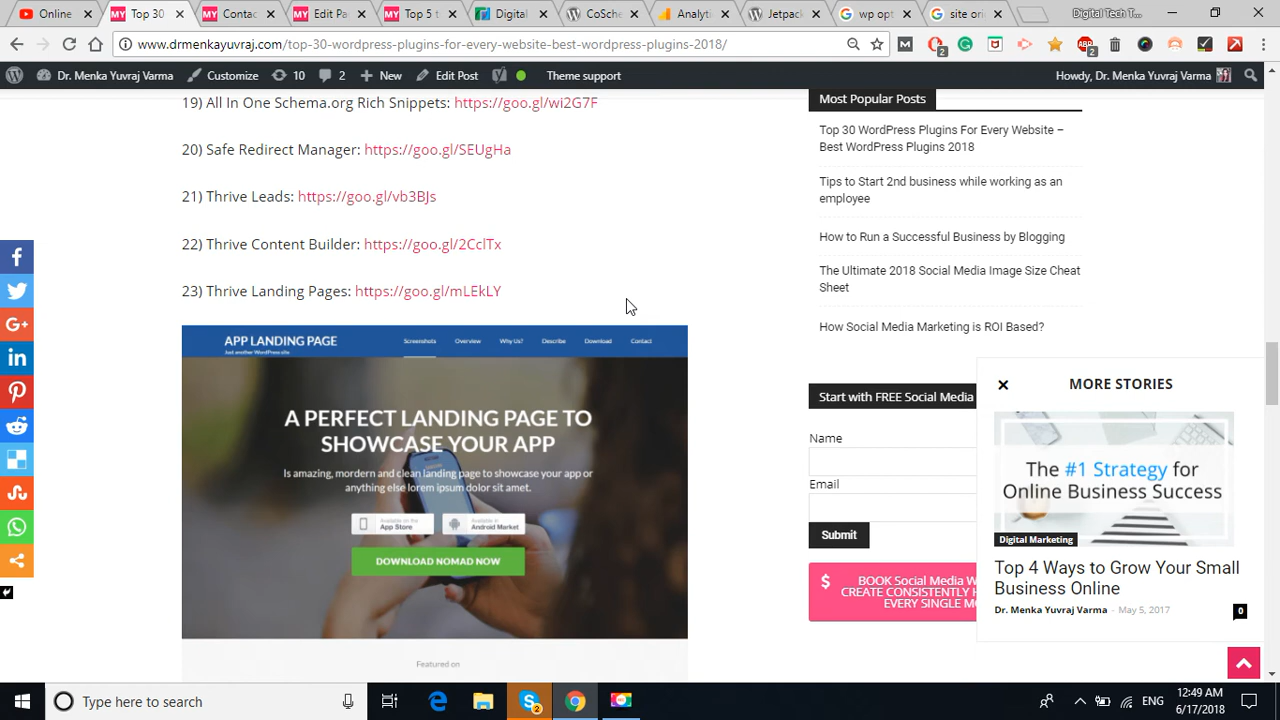 Online
Top 30
Contac
Edit Pa
Top 5 t
Digital
CoSche
Analyti
Jetpack
wp opt
site ori
Digital Tech T...
www.drmenkayuvraj.com/top-30-wordpress-plugins-for-every-website-best-wordpress-plugins-2018/
Dr. Menka Yuvraj Varma Customize 10 2 New Edit Post Theme support Howdy, Dr. Menka Yuvraj Varma
19) All In One Schema.org Rich Snippets: https://goo.gl/wi2G7F
20) Safe Redirect Manager: https://goo.gl/SEUgHa
21) Thrive Leads: https://goo.gl/vb3BJs
22) Thrive Content Builder: https://goo.gl/2CclTx
23) Thrive Landing Pages: https://goo.gl/mLEkLY
APP LANDING PAGE
Just another WordPress site
Screenshots Overview Why Us? Describe Download Contact
A PERFECT LANDING PAGE TO
SHOWCASE YOUR APP
Is amazing, mordern and clean landing page to showcase your app or
anything else lorem ipsum dolor sit amet.
Available on the
App Store
Available in
Android Market
DOWNLOAD NOMAD NOW
Featured on
Most Popular Posts
Top 30 WordPress Plugins For Every Website –
Best WordPress Plugins 2018
Tips to Start 2nd business while working as an
employee
How to Run a Successful Business by Blogging
The Ultimate 2018 Social Media Image Size Cheat
Sheet
How Social Media Marketing is ROI Based?
Start with FREE Social Media
Name
Email
Submit
BOOK Social Media W
CREATE CONSISTENTLY H
EVERY SINGLE MO
MORE STORIES
The #1 Strategy for
Online Business Success
Digital Marketing
Top 4 Ways to Grow Your Small
Business Online
Dr. Menka Yuvraj Varma - May 5, 2017 0
Type here to search
ENG
12:49 AM
6/17/2018